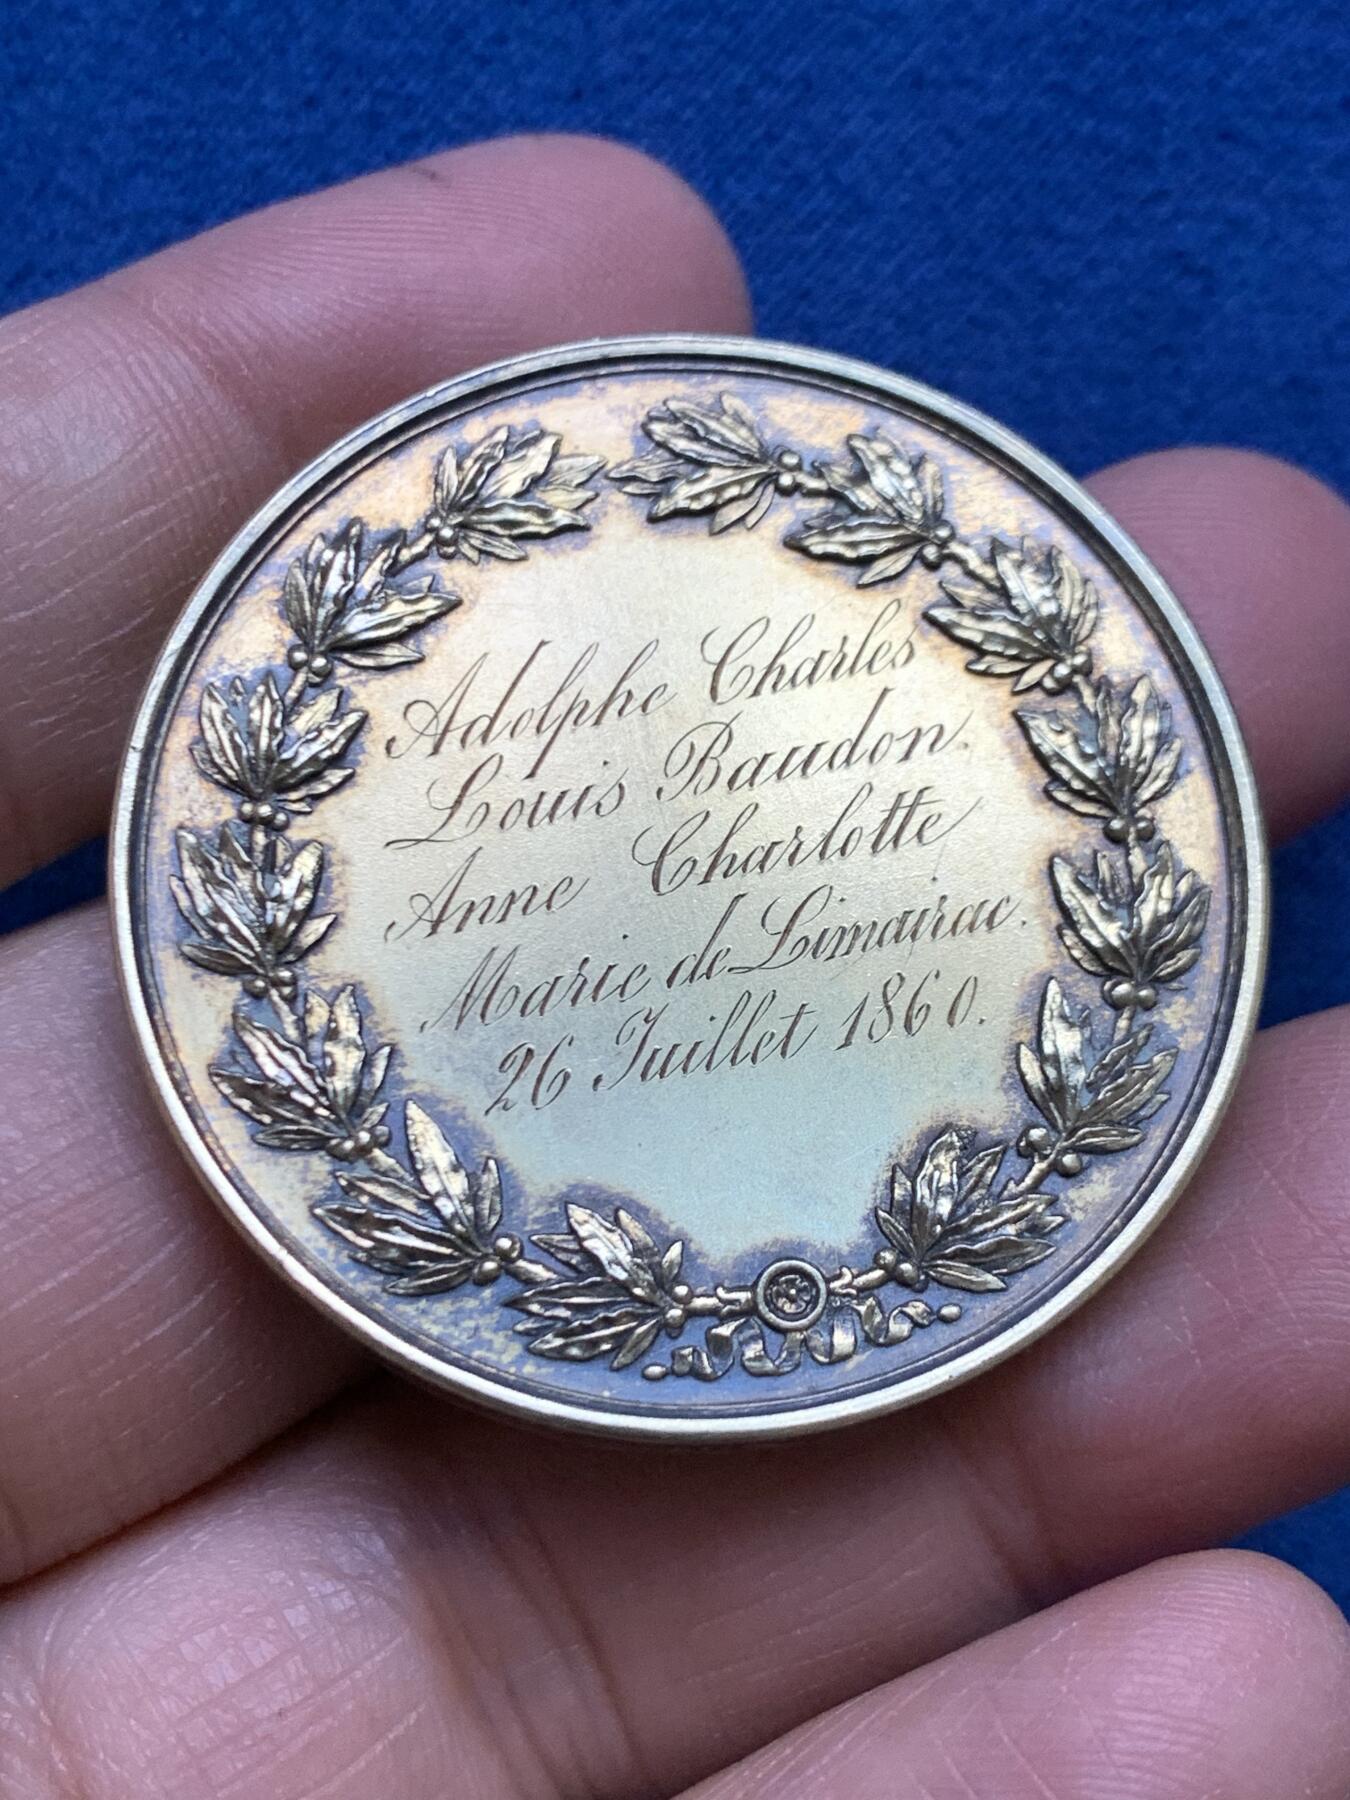 Adolphe Charles
Louis Baudon.
Anne Charlotte
Marie de Limairac.
26 Juillet 1860.